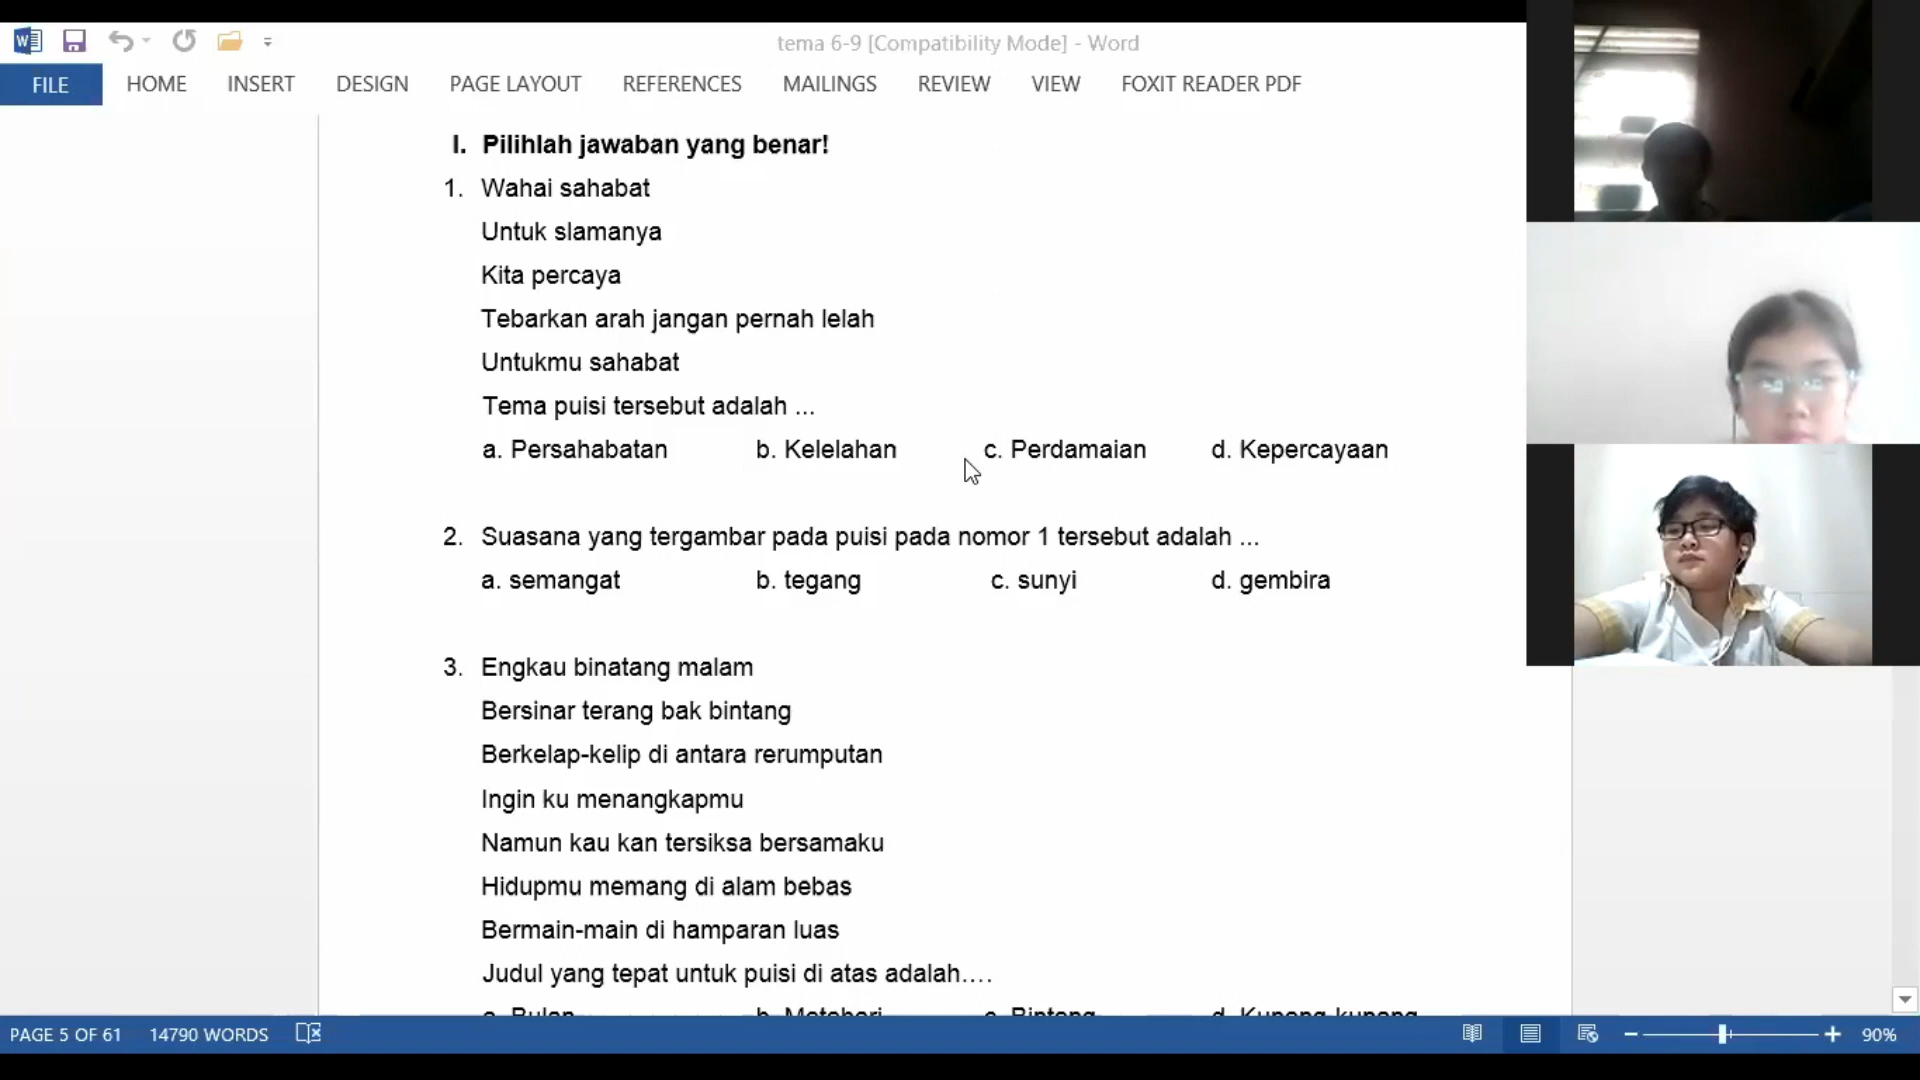 tema 6-9 [Compatibility Mode] - Word
FILE HOME INSERT DESIGN PAGE LAYOUT REFERENCES MAILINGS REVIEW VIEW FOXIT READER PDF
I. Pilihlah jawaban yang benar!
1. Wahai sahabat
Untuk slamanya
Kita percaya
Tebarkan arah jangan pernah lelah
Untukmu sahabat
Tema puisi tersebut adalah ...
a. Persahabatan b. Kelelahan c. Perdamaian d. Kepercayaan
2. Suasana yang tergambar pada puisi pada nomor 1 tersebut adalah ...
a. semangat b. tegang c. sunyi d. gembira
3. Engkau binatang malam
Bersinar terang bak bintang
Berkelap-kelip di antara rerumputan
Ingin ku menangkapmu
Namun kau kan tersiksa bersamaku
Hidupmu memang di alam bebas
Bermain-main di hamparan luas
Judul yang tepat untuk puisi di atas adalah....
a. Bulan b. Matahari c. Bintang d. Kunang-kunang
PAGE 5 OF 61 14790 WORDS 90%